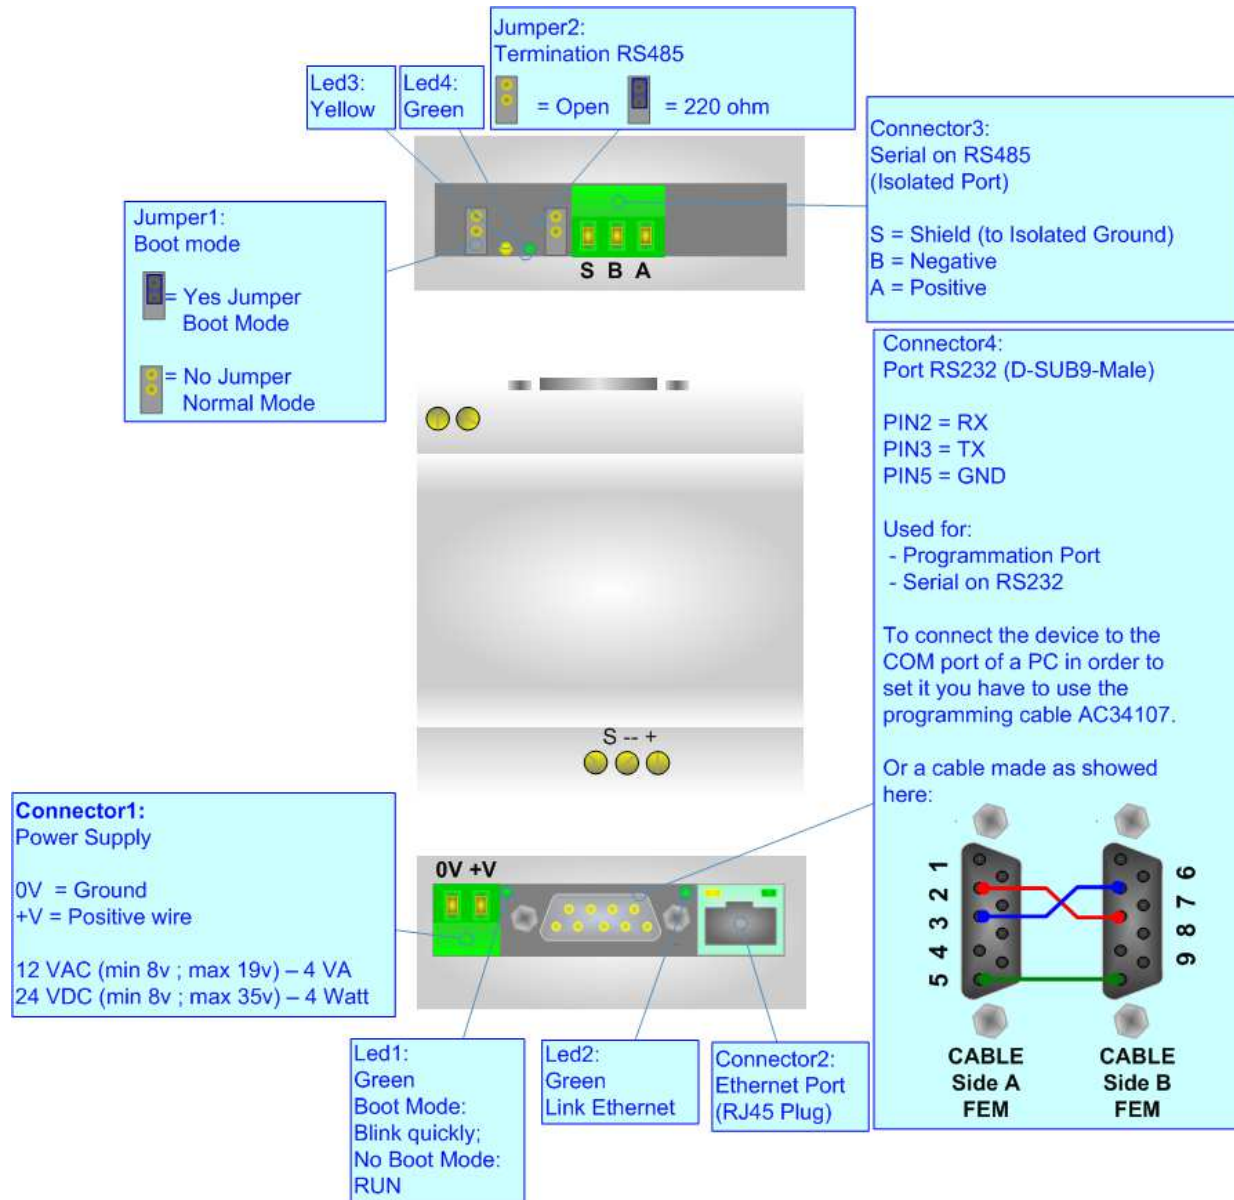 Jumper2:
Termination RS485
= Open
= 220 ohm
Led3:
Yellow
Led4:
Green
Connector3:
Serial on RS485
(Isolated Port)
S = Shield (to Isolated Ground)
B = Negative
A = Positive
Jumper1:
Boot mode
= Yes Jumper
Boot Mode
= No Jumper
Normal Mode
S B A
Connector4:
Port RS232 (D-SUB9-Male)
PIN2 = RX
PIN3 = TX
PIN5 = GND
Used for:
- Programmation Port
- Serial on RS232
To connect the device to the
COM port of a PC in order to
set it you have to use the
programming cable AC34107.
Or a cable made as showed
here:
1
2
3
4
5
6
7
8
9
CABLE
Side A
FEM
CABLE
Side B
FEM
S -- +
Connector1:
Power Supply
0V = Ground
+V = Positive wire
12 VAC (min 8v ; max 19v) – 4 VA
24 VDC (min 8v ; max 35v) – 4 Watt
0V +V
Led1:
Green
Boot Mode:
Blink quickly;
No Boot Mode:
RUN
Led2:
Green
Link Ethernet
Connector2:
Ethernet Port
(RJ45 Plug)